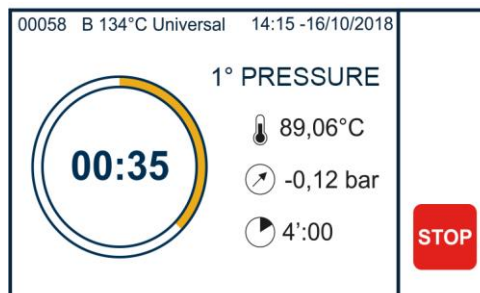 00058 B 134°C Universal 14:15 -16/10/2018
1° PRESSURE
89,06°C
00:35
-0,12 bar
4':00
STOP